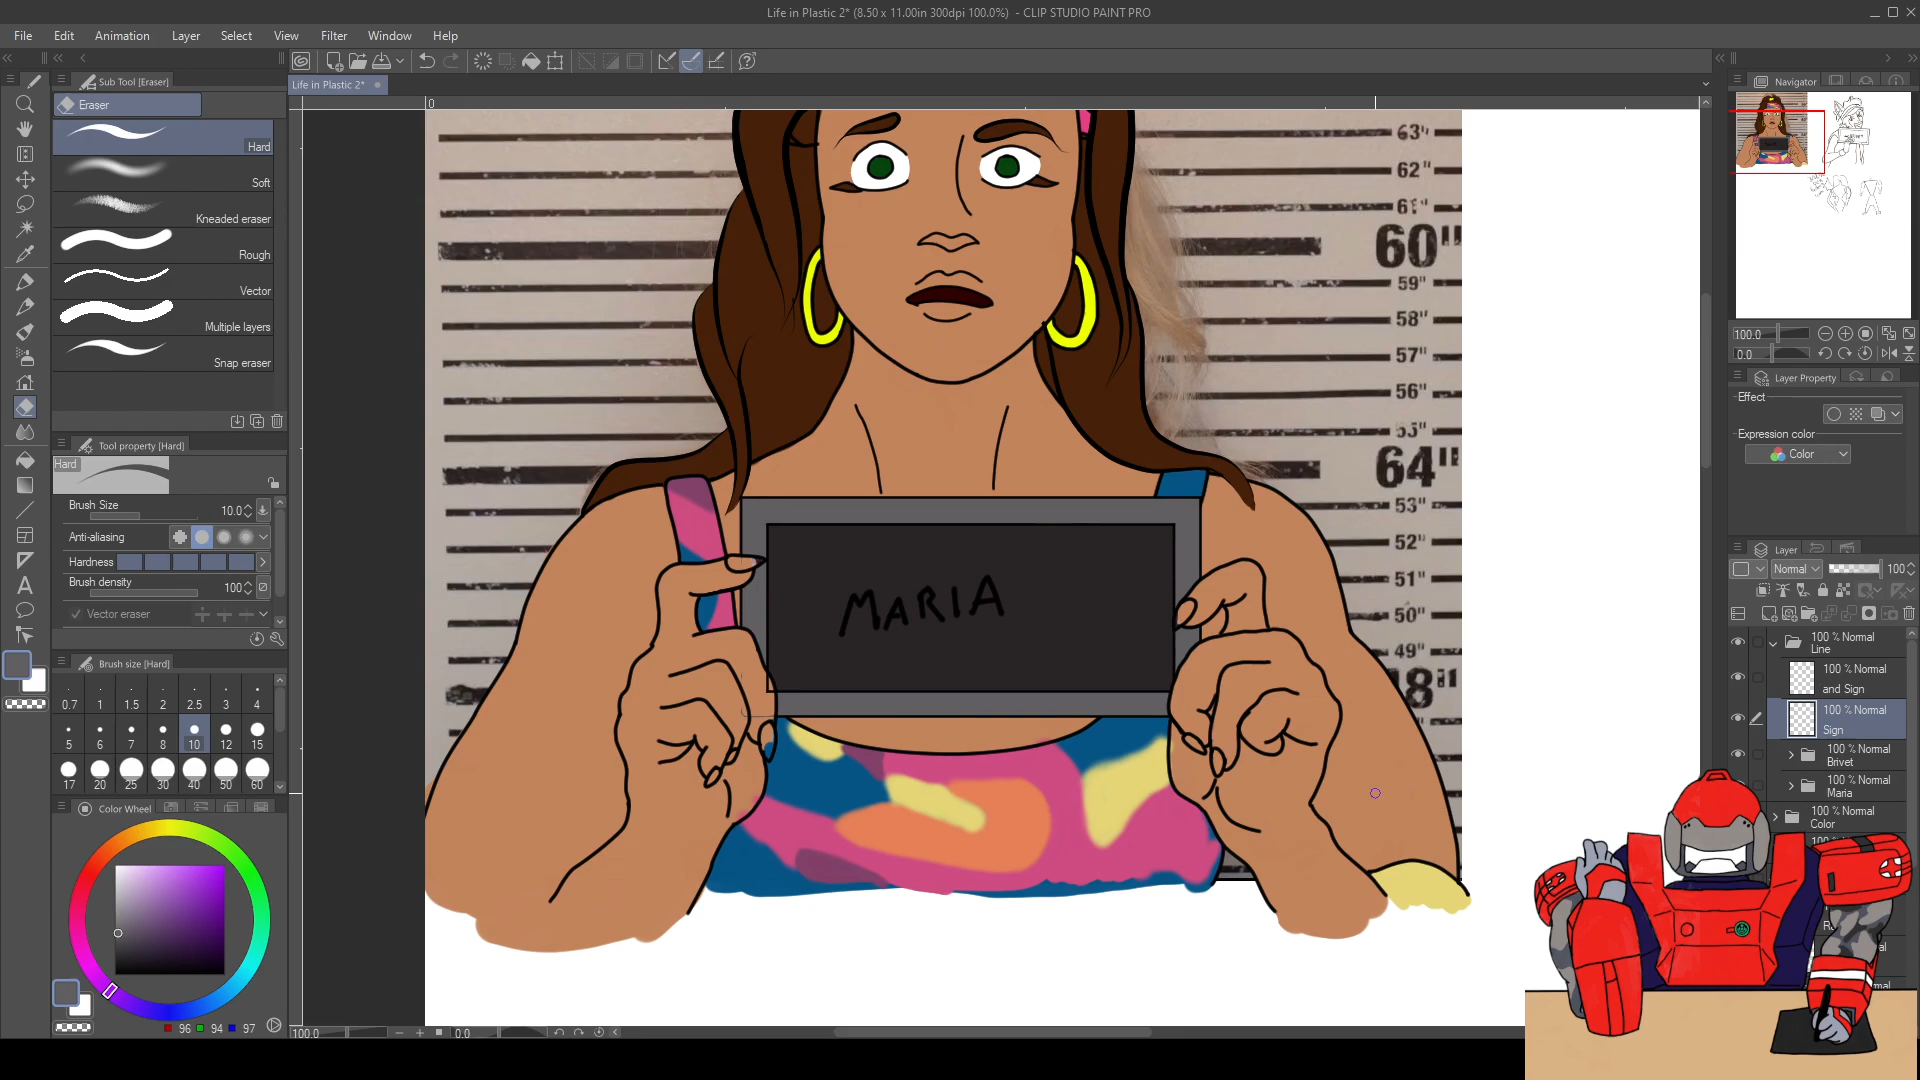 Life in Plastic 2* (8.50 x 11.00in 300dpi 100.0%) - CLIP STUDIO PAINT PRO
File Edit Animation Layer Select View Filter Window Help
Sub Tool [Eraser]
Life in Plastic 2*
Navigator
Eraser
0
Hard
Soft
Kneaded eraser
Rough
Vector
Multiple layers
Snap eraser
63"
62"
61"
60"
59"
58"
57"
56"
64"
53"
52"
51"
50"
49"
MARIA
100.0
0.0
Layer Property
Effect
Expression color
Color
Tool property [Hard]
Hard
Brush Size 10.0
Anti-aliasing
Hardness
Brush density 100
Vector eraser
Brush size [Hard]
0.7 1 1.5 2 2.5 3 4
5 6 7 8 10 12 15
17 20 25 30 40 50 60
Color Wheel
96 94 97
100.0 0.0
Layer
Normal 100
100 % Normal
Line
100 % Normal
and Sign
100 % Normal
Sign
100 % Normal
Brivet
100 % Normal
Maria
100 % Normal
Color